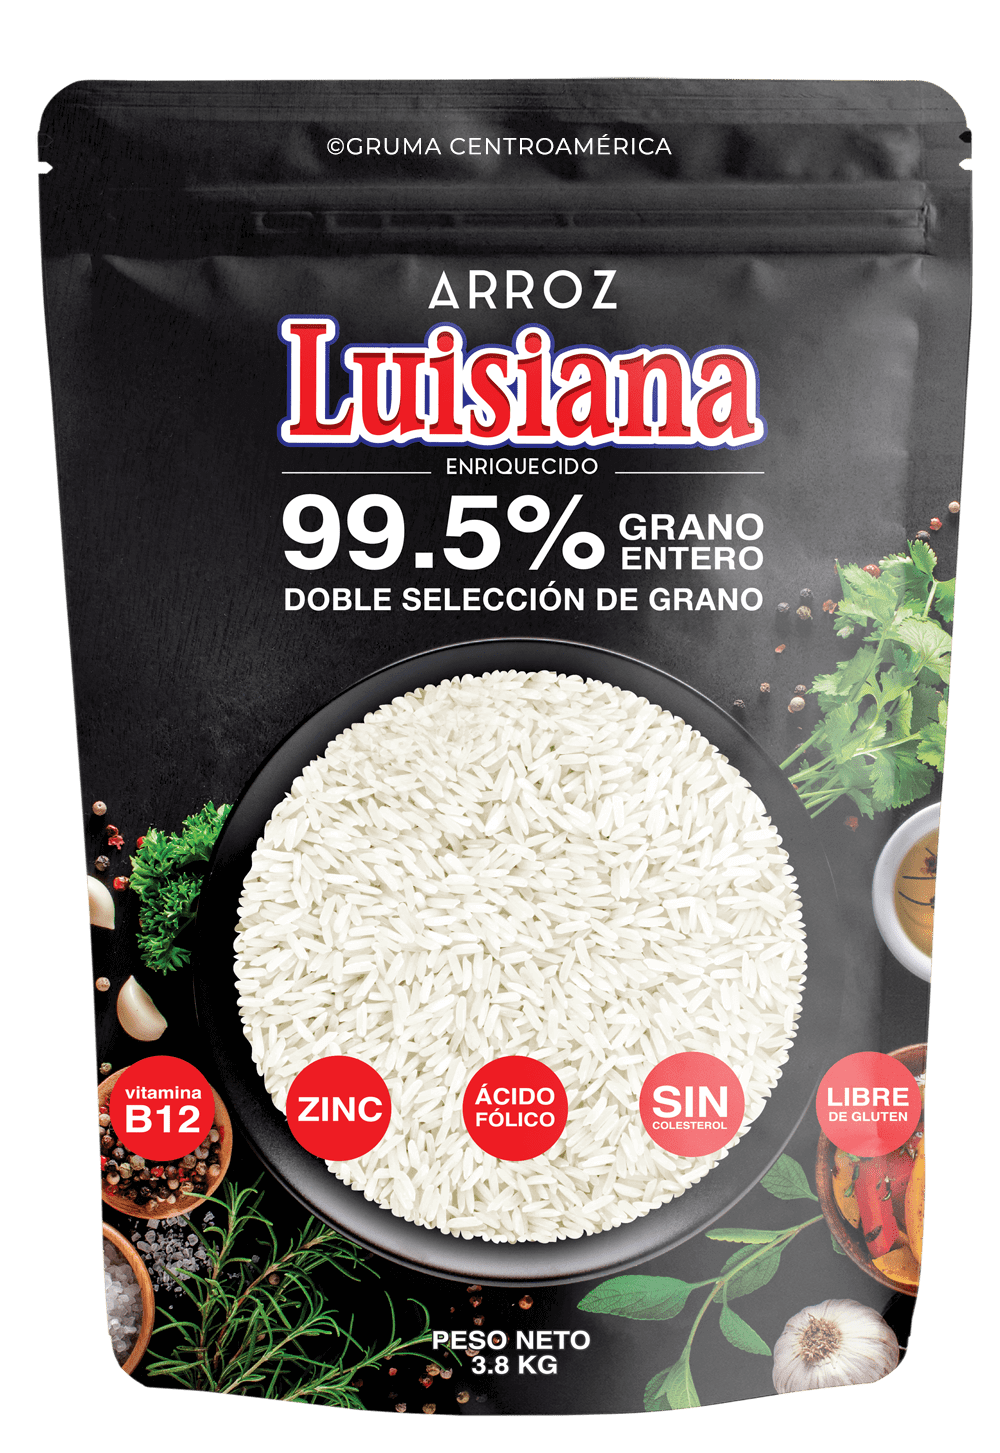 ©GRUMA CENTROAMÉRICA
ARROZ
Luisiana
ENRIQUECIDO
99.5% GRANO
ENTERO
DOBLE SELECCIÓN DE GRANO
vitamina
B12
ZINC
ÁCIDO
FÓLICO
SIN
COLESTEROL
LIBRE
DE GLUTEN
PESO NETO
3.8 KG